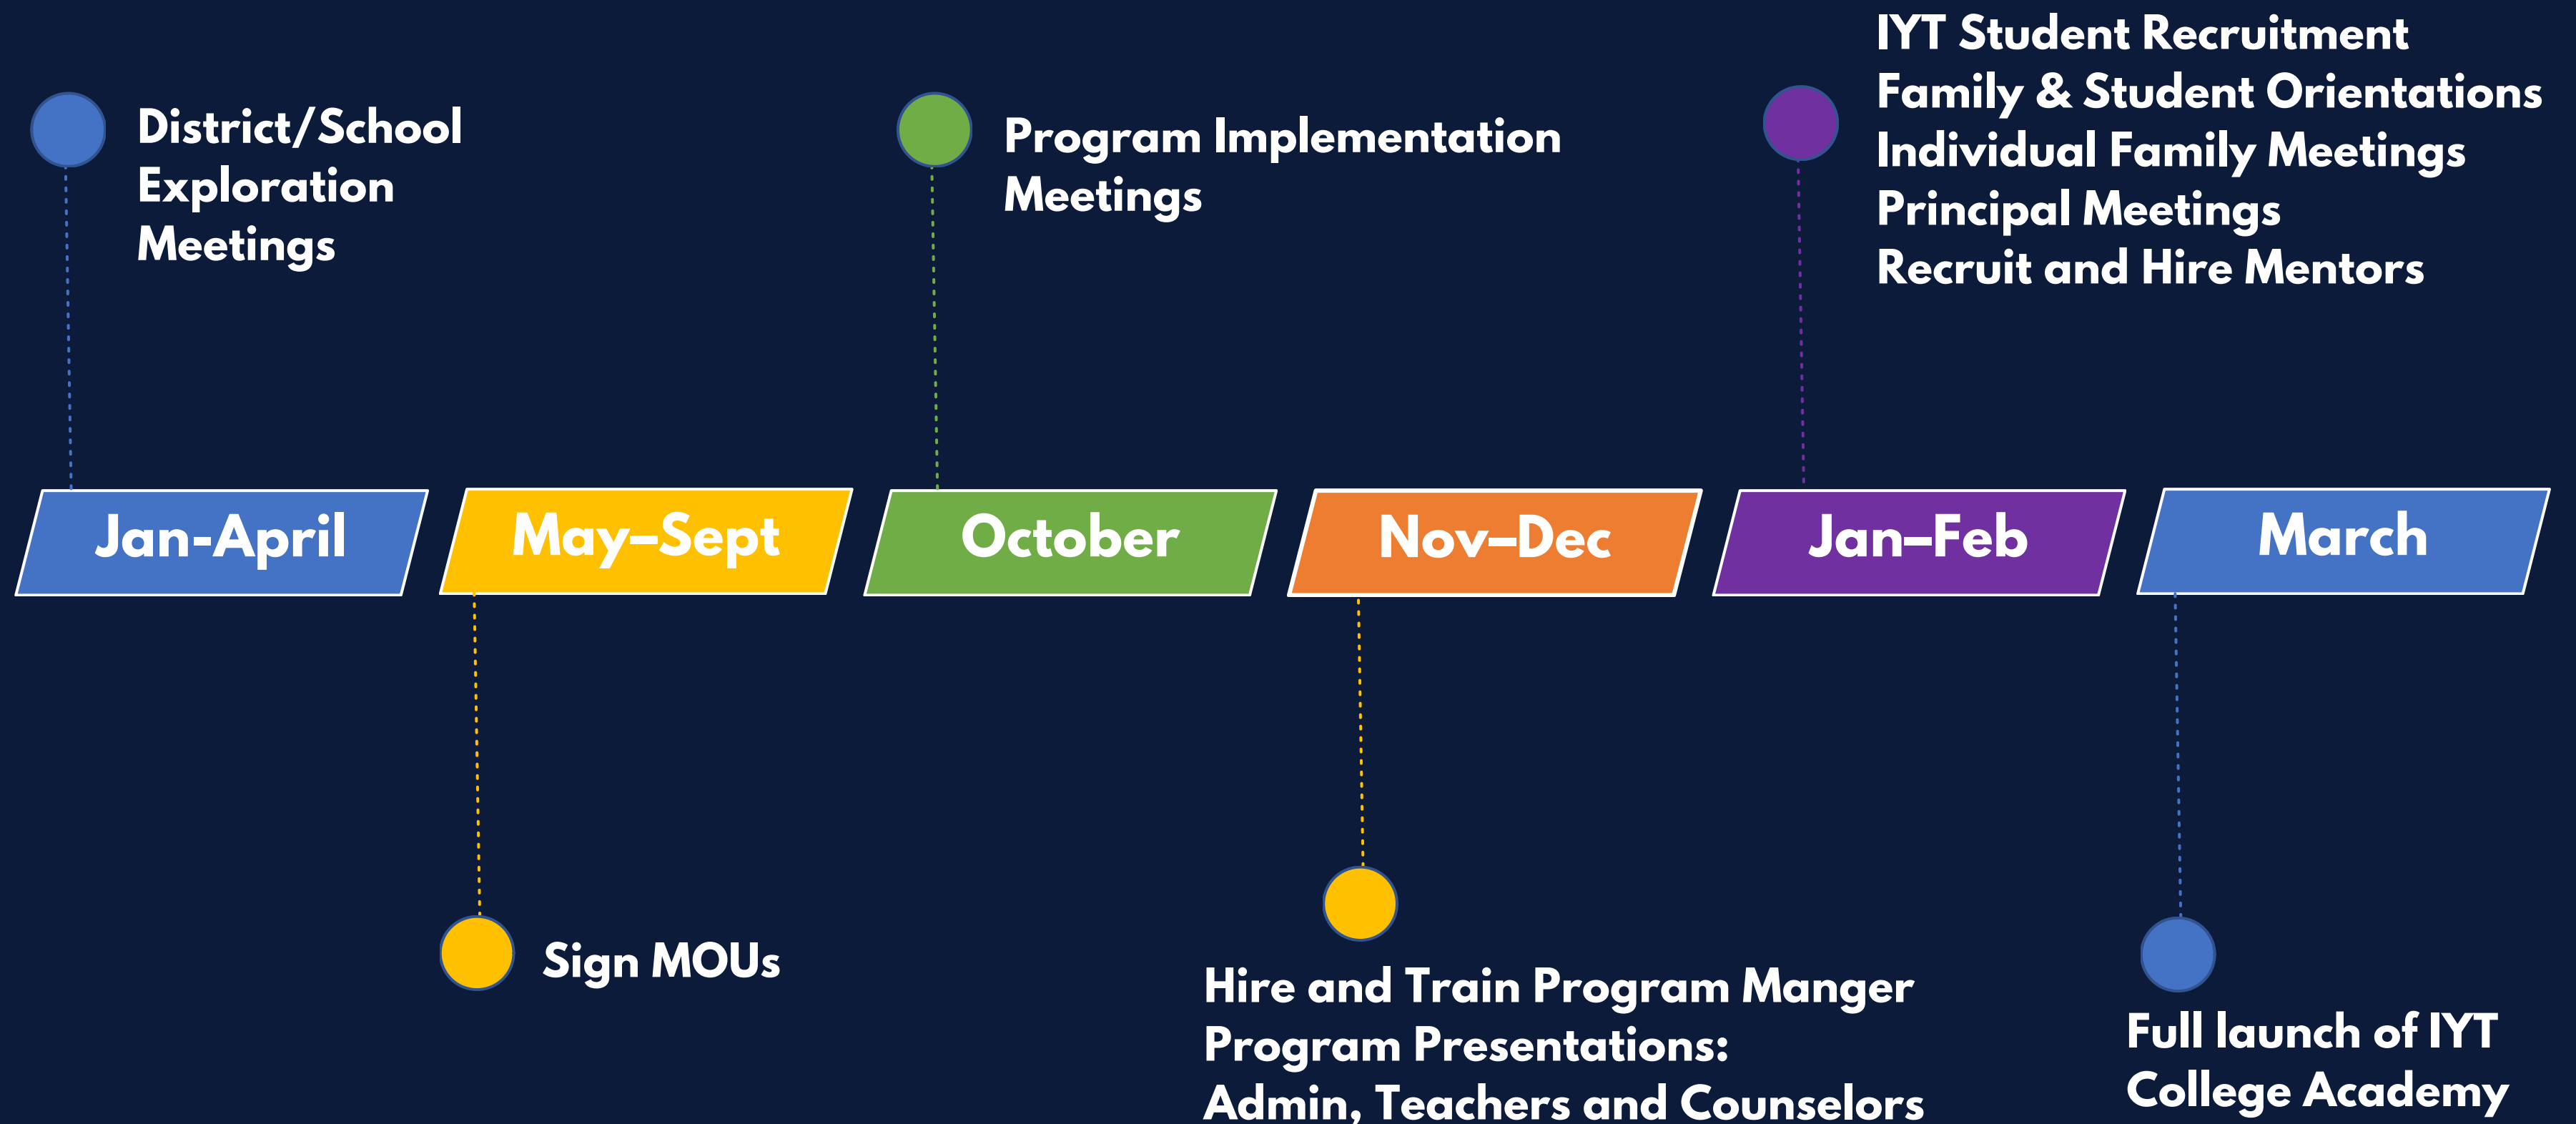 District/School
Exploration
Meetings
Program Implementation
Meetings
IYT Student Recruitment
Family & Student Orientations
Individual Family Meetings
Principal Meetings
Recruit and Hire Mentors
Jan-April
May–Sept
October
Nov–Dec
Jan–Feb
March
Sign MOUs
Hire and Train Program Manger
Program Presentations:
Admin, Teachers and Counselors
Full launch of IYT
College Academy